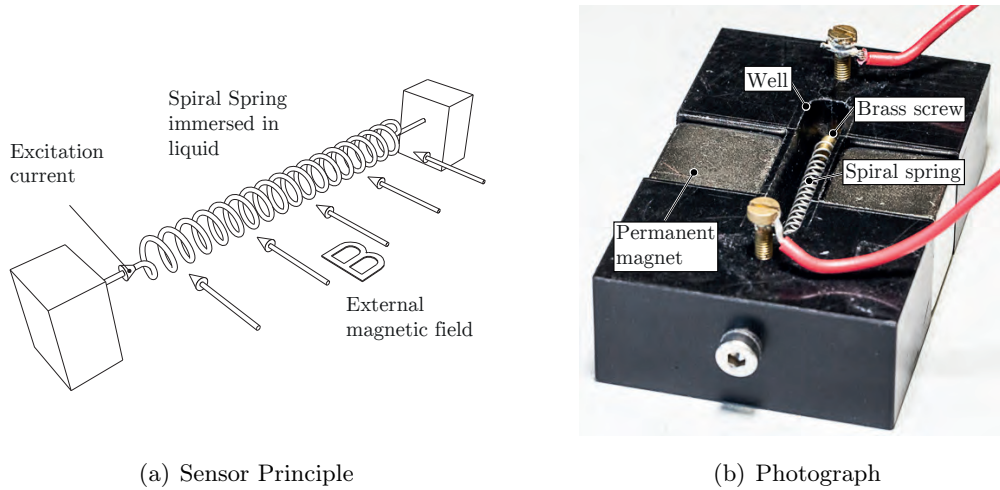 Spiral Spring
immersed in
liquid
Excitation
current
B
External
magnetic field
(a) Sensor Principle
Well
Brass screw
Spiral spring
Permanent
magnet
(b) Photograph